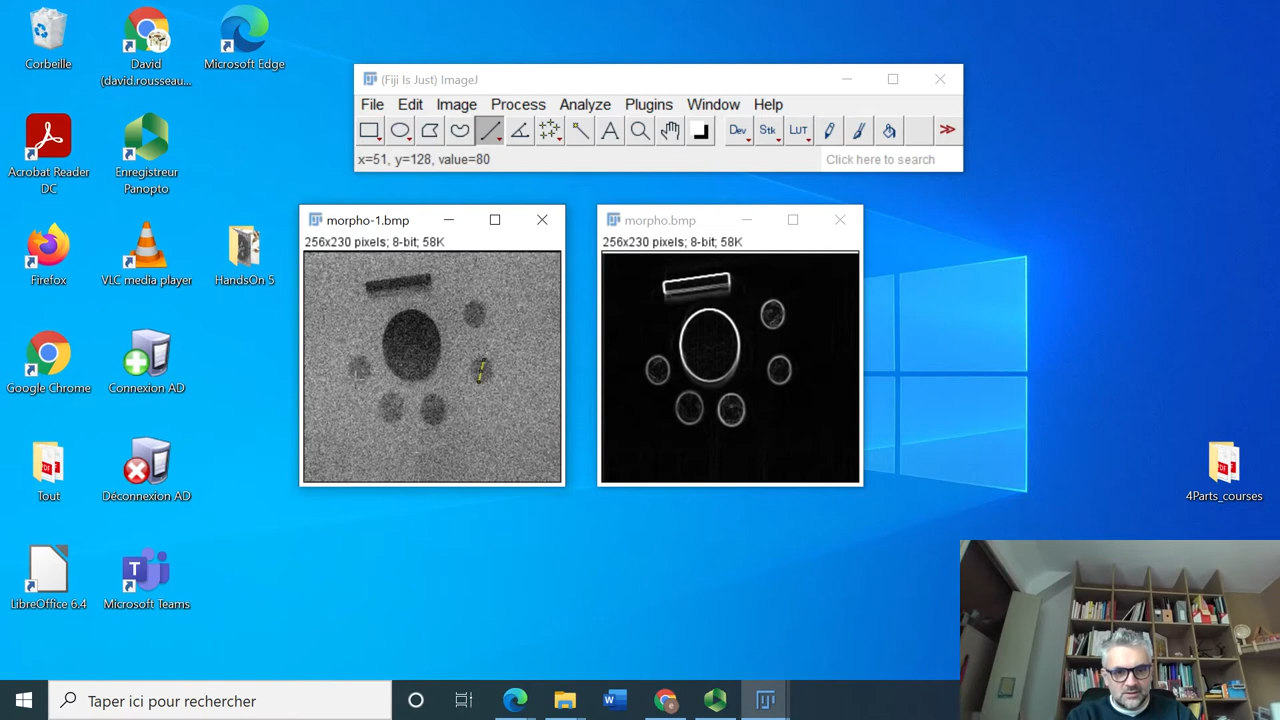 Corbeille
David
(david.rousseau...
Microsoft Edge
Acrobat Reader
DC
Enregistreur
Panopto
Firefox
VLC media player
HandsOn 5
Google Chrome
Connexion AD
Tout
Déconnexion AD
LibreOffice 6.4
Microsoft Teams
(Fiji Is Just) ImageJ
File Edit Image Process Analyze Plugins Window Help
Dev Stk LUT
x=51, y=128, value=80
Click here to search
morpho-1.bmp
256x230 pixels; 8-bit; 58K
morpho.bmp
256x230 pixels; 8-bit; 58K
4Parts_courses
Taper ici pour rechercher